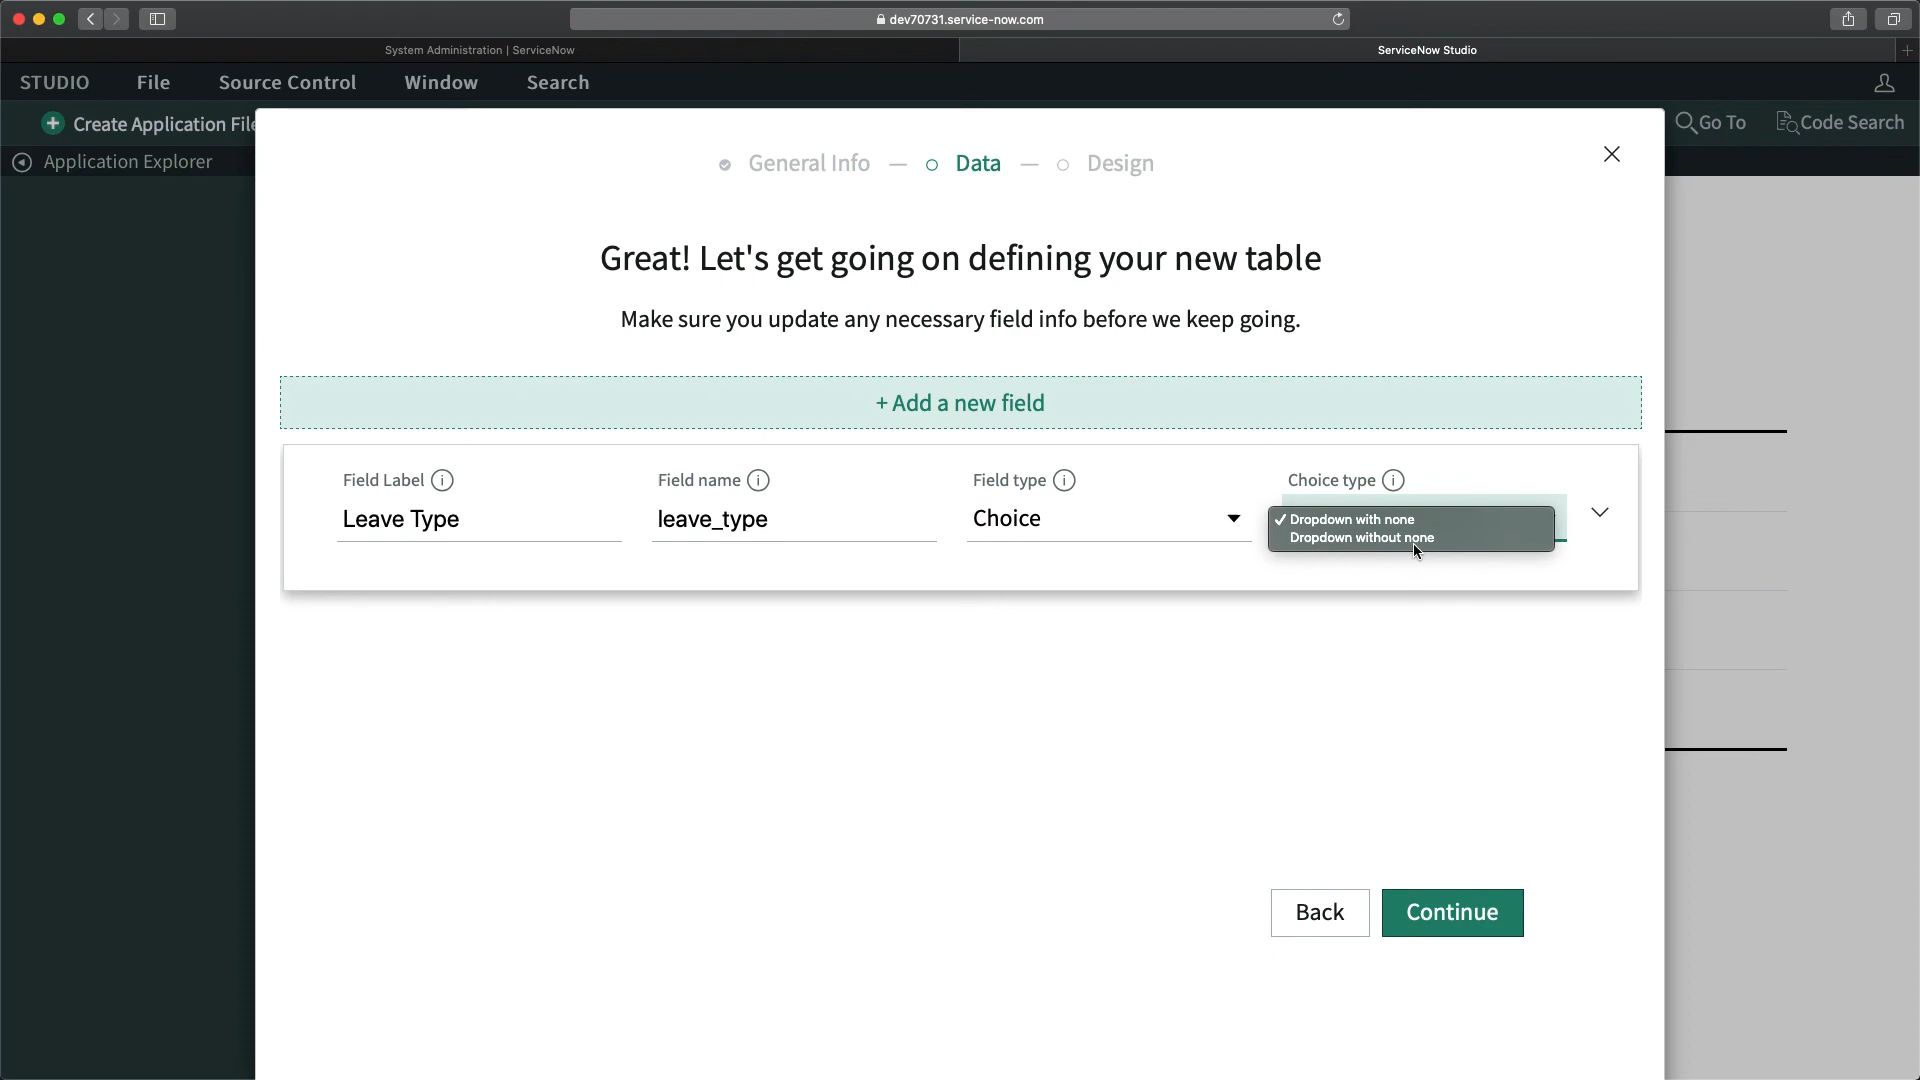 dev70731.service-now.com
System Administration | ServiceNow
ServiceNow Studio
STUDIO File Source Control Window Search
Create Application File
Go To
Code Search
Application Explorer
General Info — Data — Design
Great! Let's get going on defining your new table
Make sure you update any necessary field info before we keep going.
+ Add a new field
Field Label Field name Field type Choice type
Leave Type leave_type Choice
✓ Dropdown with none
Dropdown without none
Back Continue